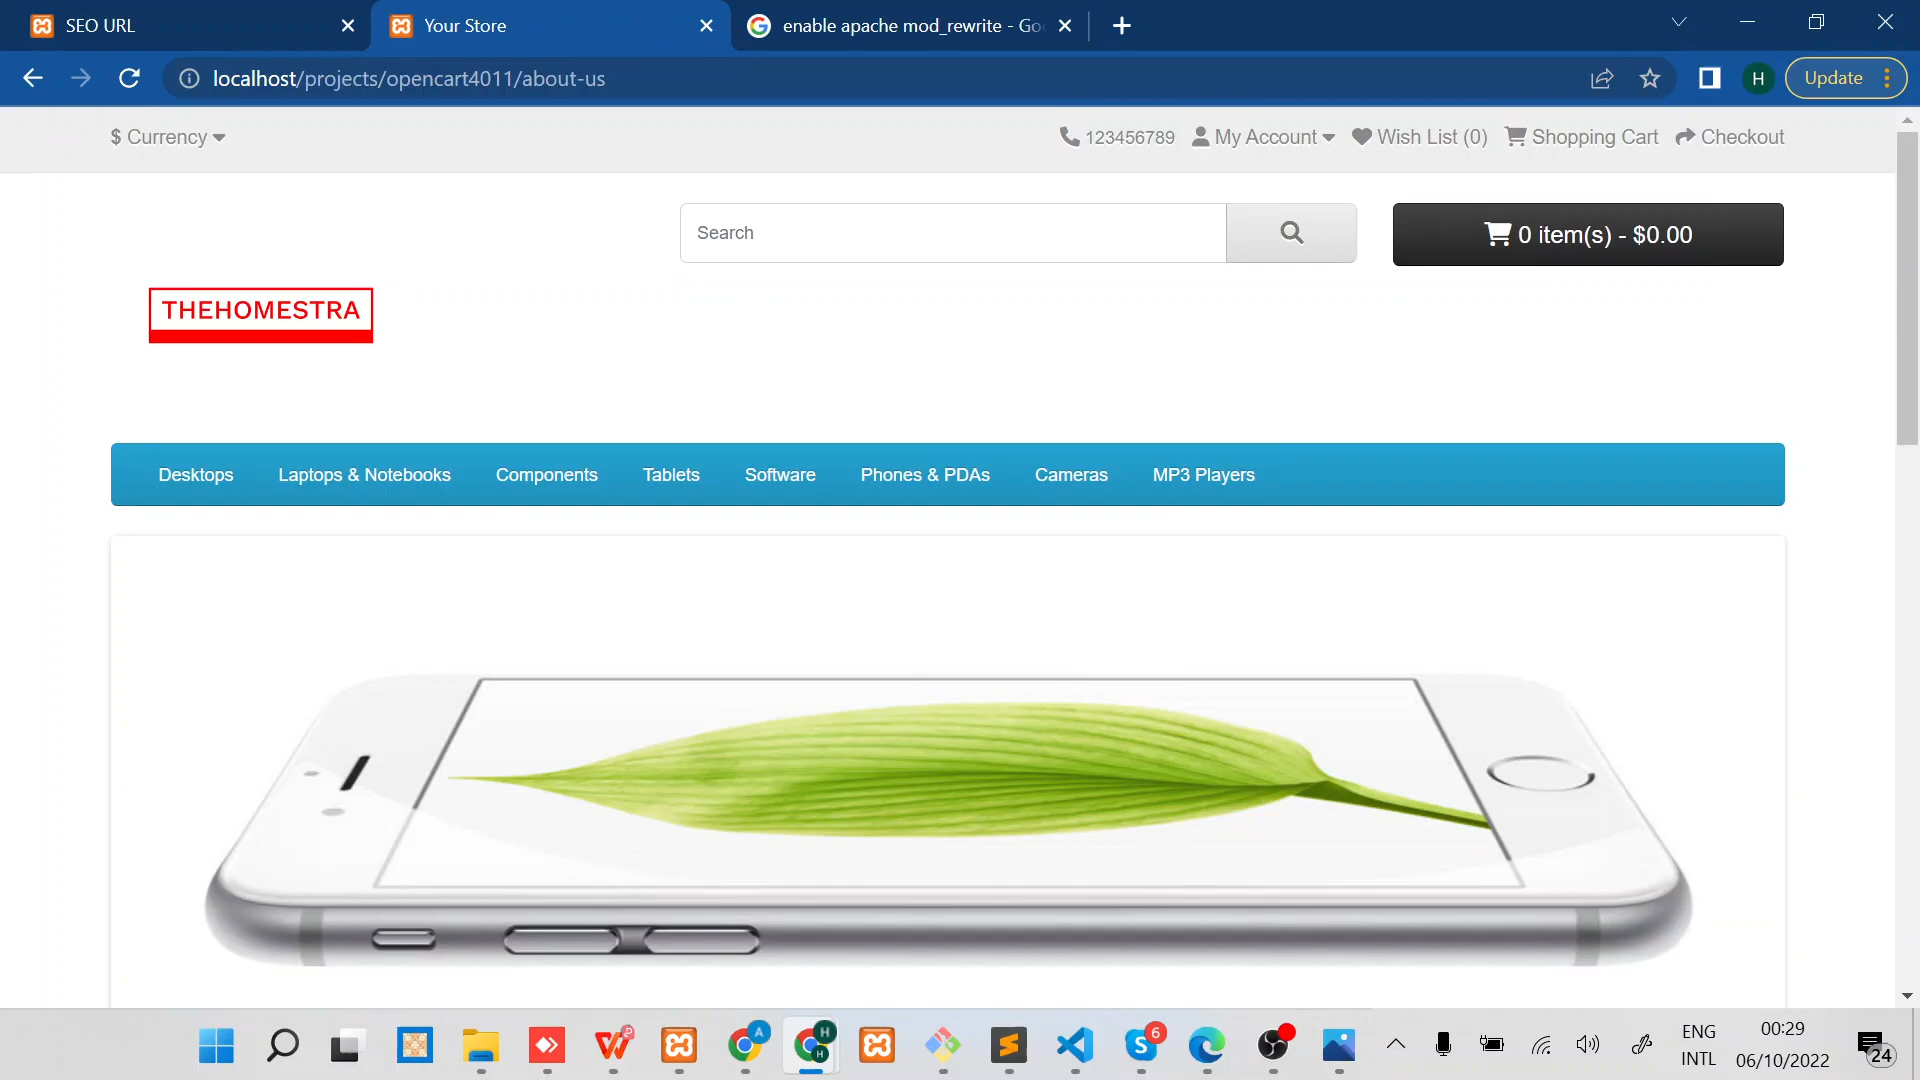 SEO URL
Your Store
enable apache mod_rewrite - Go
localhost/projects/opencart4011/about-us
H
Update
$ Currency
123456789
My Account
Wish List (0)
Shopping Cart
Checkout
Search
0 item(s) - $0.00
THEHOMESTRA
Desktops
Laptops & Notebooks
Components
Tablets
Software
Phones & PDAs
Cameras
MP3 Players
A
H
H
S
6
ENG
INTL
00:29
06/10/2022
24